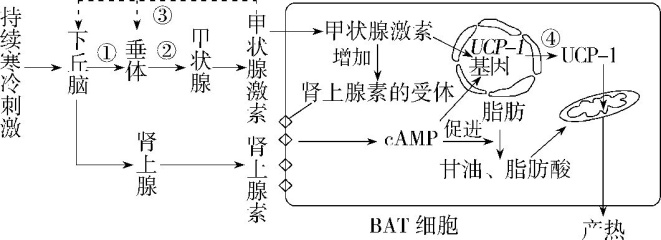 持续寒冷刺激
下丘脑
①
垂体
②
甲状腺
③
甲状腺激素
肾上腺
肾上腺素
甲状腺激素
增加
肾上腺素的受体
cAMP
促进
UCP-1
基因
④
UCP-1
脂肪
甘油、脂肪酸
BAT 细胞
产热